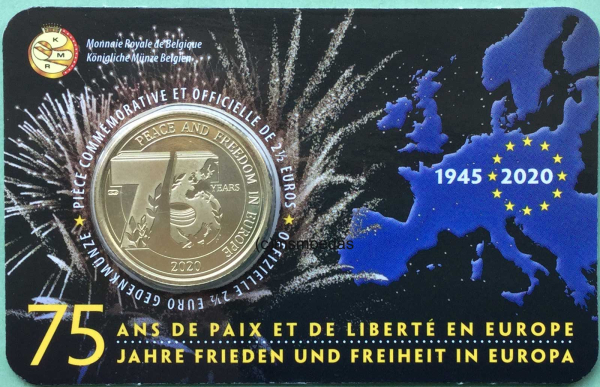 KMR
Monnaie Royale de Belgique
Königliche Münze Belgien
PIÈCE COMMÉMORATIVE ET OFFICIELLE DE 2½ EUROS
OFFIZIELLE 2½ EURO GEDENKMÜNZE
PEACE AND FREEDOM IN EUROPE
75
YEARS
2020
1945 2020
75 ANS DE PAIX ET DE LIBERTÉ EN EUROPE
JAHRE FRIEDEN UND FREIHEIT IN EUROPA